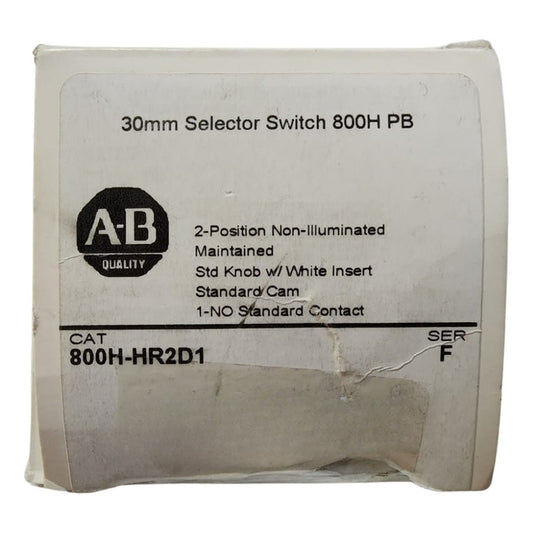 30mm Selector Switch 800H PB
A-B
QUALITY
2-Position Non-Illuminated
Maintained
Std Knob w/ White Insert
Standard Cam
1-NO Standard Contact
CAT SER
800H-HR2D1 F